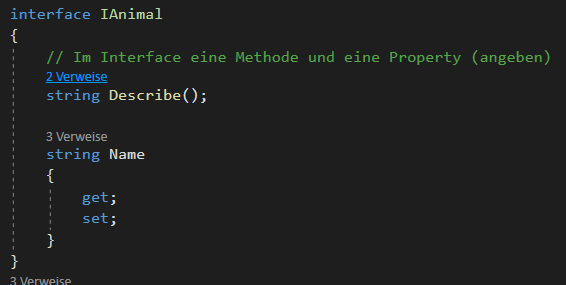 interface IAnimal
{
// Im Interface eine Methode und eine Property (angeben)
2 Verweise
string Describe();
3 Verweise
string Name
{
get;
set;
}
}
3 Verweise